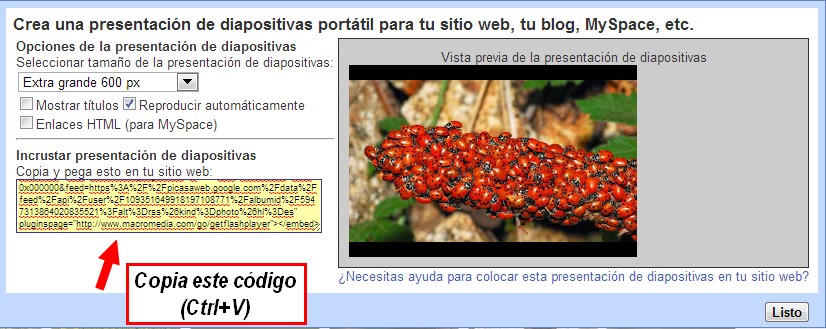 Crea una presentación de diapositivas portátil para tu sitio web, tu blog, MySpace, etc.
Opciones de la presentación de diapositivas
Seleccionar tamaño de la presentación de diapositivas:
Extra grande 600 px
Mostrar títulos Reproducir automáticamente
Enlaces HTML (para MySpace)
Incrustar presentación de diapositivas
Copia y pega esto en tu sitio web:
0x000000&feed=https%3A%2F%2Fpicasaweb.google.com%2Fdata%2F
feed%2Fapi%2Fuser%2F109351649918197108771%2Falbumid%2F594
7313864020835521%3Falt%3Drss%26kind%3Dphoto%26hl%3Des"
pluginspage="http://www.macromedia.com/go/getflashplayer"></embed>
Copia este código
(Ctrl+V)
Vista previa de la presentación de diapositivas
¿Necesitas ayuda para colocar esta presentación de diapositivas en tu sitio web?
Listo